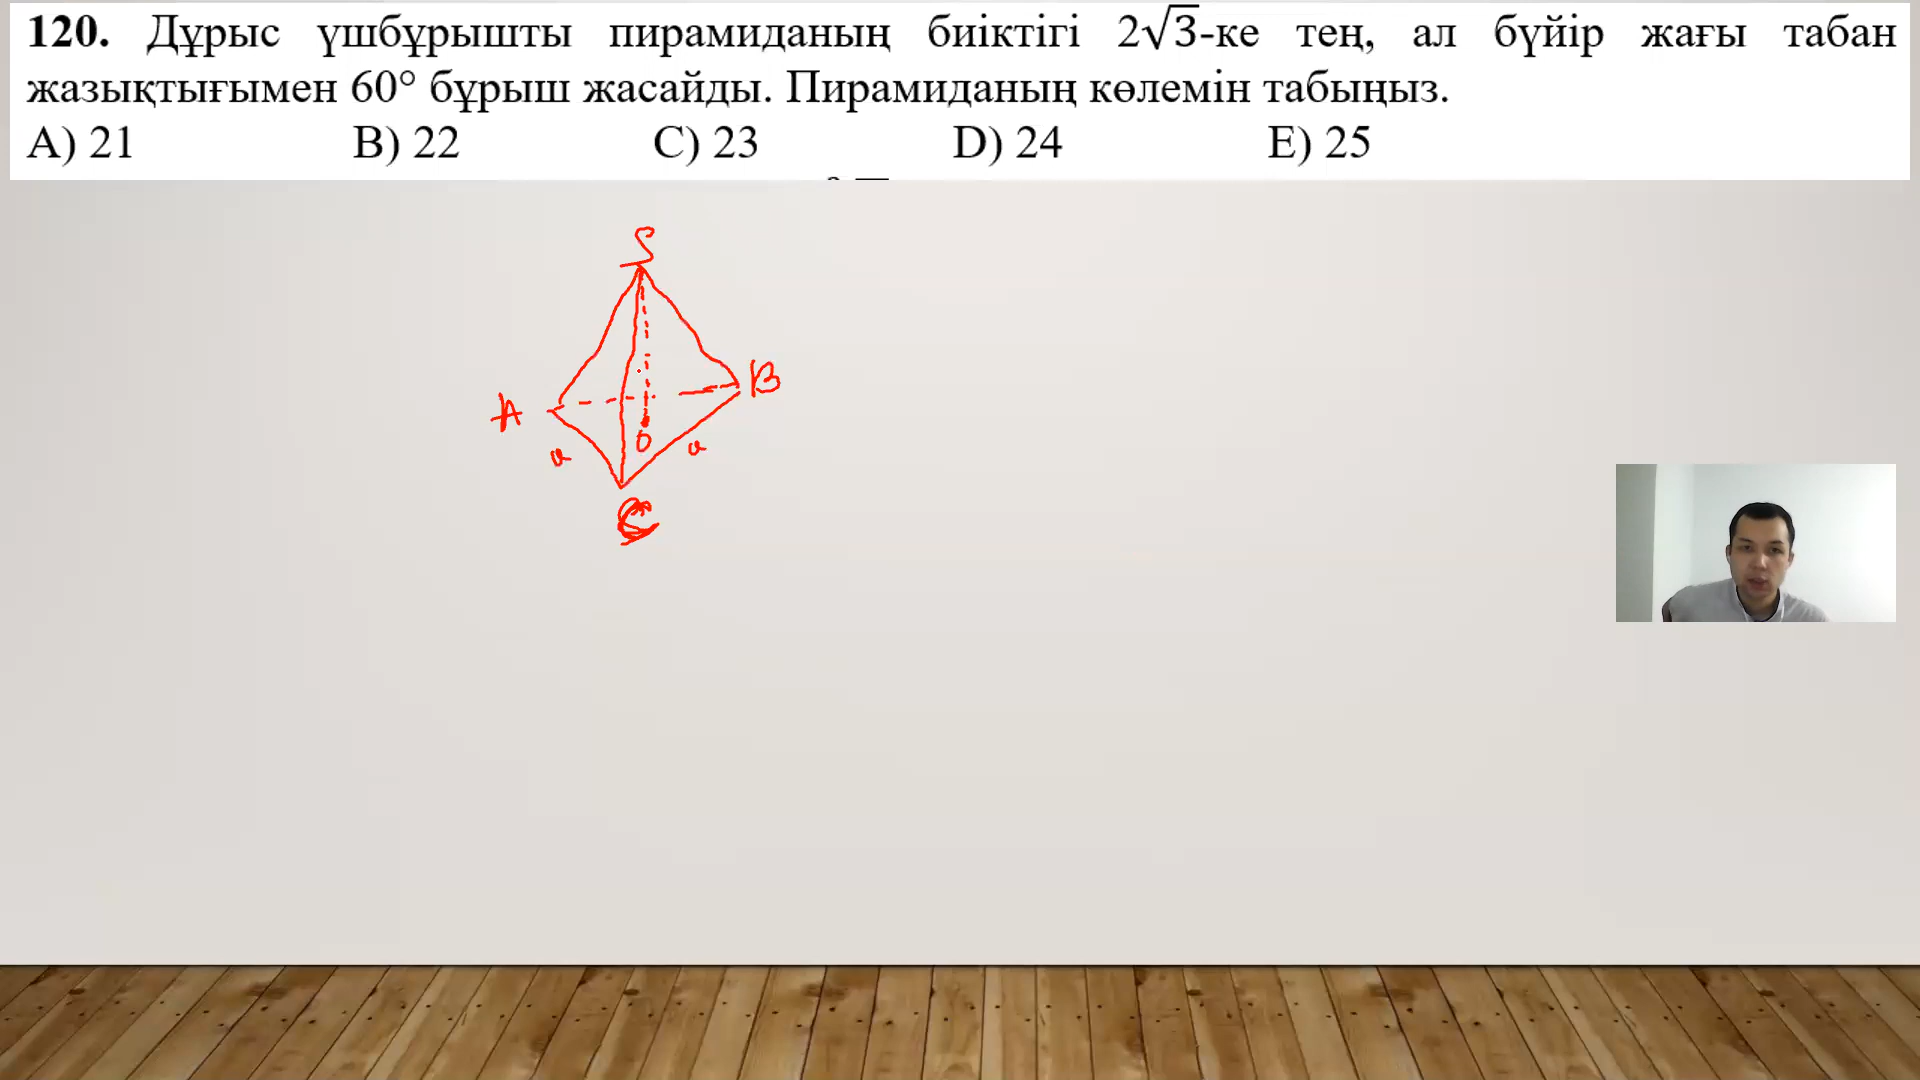 120. Дұрыс үшбұрышты пирамиданың биіктігі 2√3-ке тең, ал бүйір жағы табан
жазықтығымен 60° бұрыш жасайды. Пирамиданың көлемін табыңыз.
A) 21 B) 22 C) 23 D) 24 E) 25
S
A
B
O
a
a
C